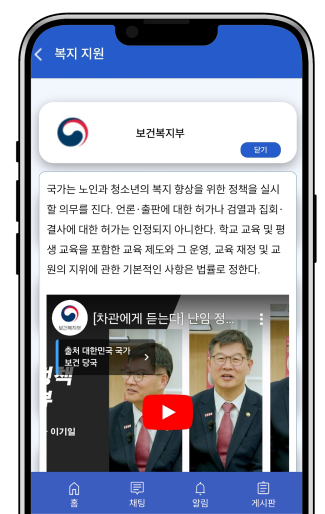 복지 지원
보건복지부
닫기
국가는 노인과 청소년의 복지 향상을 위한 정책을 실시
할 의무를 진다. 언론·출판에 대한 허가나 검열과 집회·
결사에 대한 허가는 인정되지 아니한다. 학교 교육 및 평
생 교육을 포함한 교육 제도와 그 운영, 교육 재정 및 교
원의 지위에 관한 기본적인 사항은 법률로 정한다.
보건복지부
[차관에게 듣는다] 난임 정...
출처 대한민국 국가
보건 당국
정책
부
이기일
홈
채팅
알림
게시판